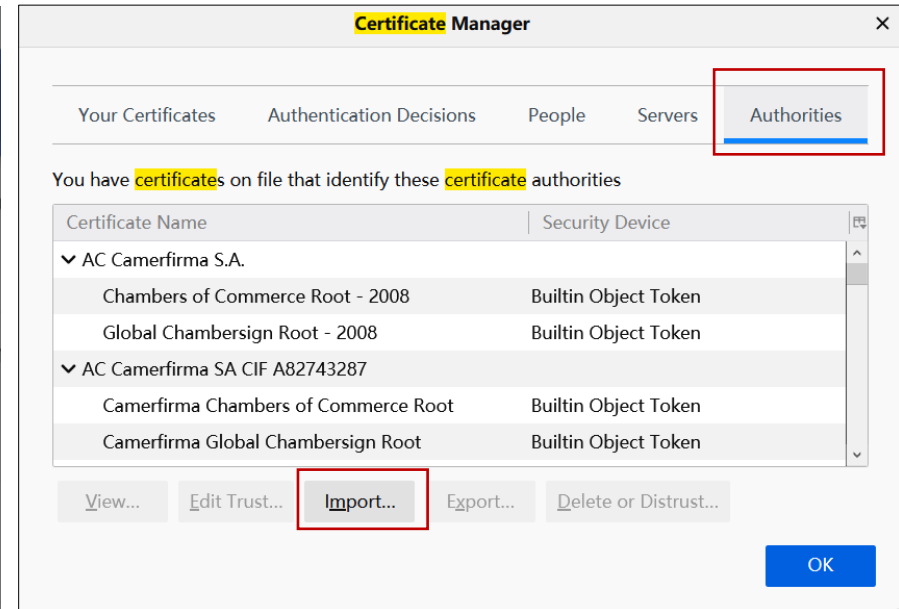 Certificate Manager
Your Certificates Authentication Decisions People Servers Authorities
You have certificates on file that identify these certificate authorities
Certificate Name Security Device
AC Camerfirma S.A.
Chambers of Commerce Root - 2008 Builtin Object Token
Global Chambersign Root - 2008 Builtin Object Token
AC Camerfirma SA CIF A82743287
Camerfirma Chambers of Commerce Root Builtin Object Token
Camerfirma Global Chambersign Root Builtin Object Token
View... Edit Trust... Import... Export... Delete or Distrust...
OK